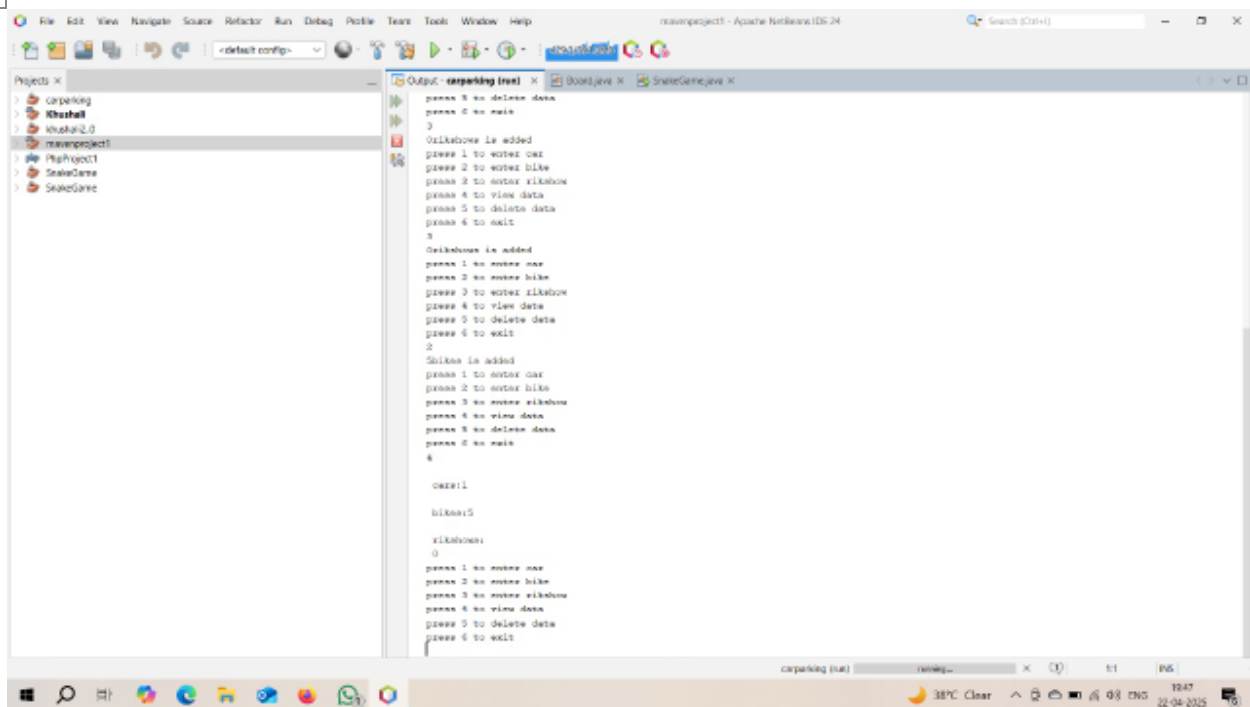 File Edit View Navigate Source Refactor Run Debug Profile Team Tools Window Help
mavenproject1 - Apache NetBeans IDE 24
Search (Ctrl+I)
<default config>
Projects
carparking
Khushali
khushali2.0
mavenproject1
PhpProject1
SnakeGame
SnakeGame
Output - carparking (run) Board.java SnakeGame.java
press 5 to delete data
press 6 to exit
3
0rikshows is added
press 1 to enter car
press 2 to enter bike
press 3 to enter rikshow
press 4 to view data
press 5 to delete data
press 6 to exit
3
0rikshows is added
press 1 to enter car
press 2 to enter bike
press 3 to enter rikshow
press 4 to view data
press 5 to delete data
press 6 to exit
2
5bikes is added
press 1 to enter car
press 2 to enter bike
press 3 to enter rikshow
press 4 to view data
press 5 to delete data
press 6 to exit
4
cars:1
bikes:5
rikshows:
0
press 1 to enter car
press 2 to enter bike
press 3 to enter rikshow
press 4 to view data
press 5 to delete data
press 6 to exit
carparking (run) running... (1) 1:1 INS
38°C Clear ENG 19:47
22-04-2025